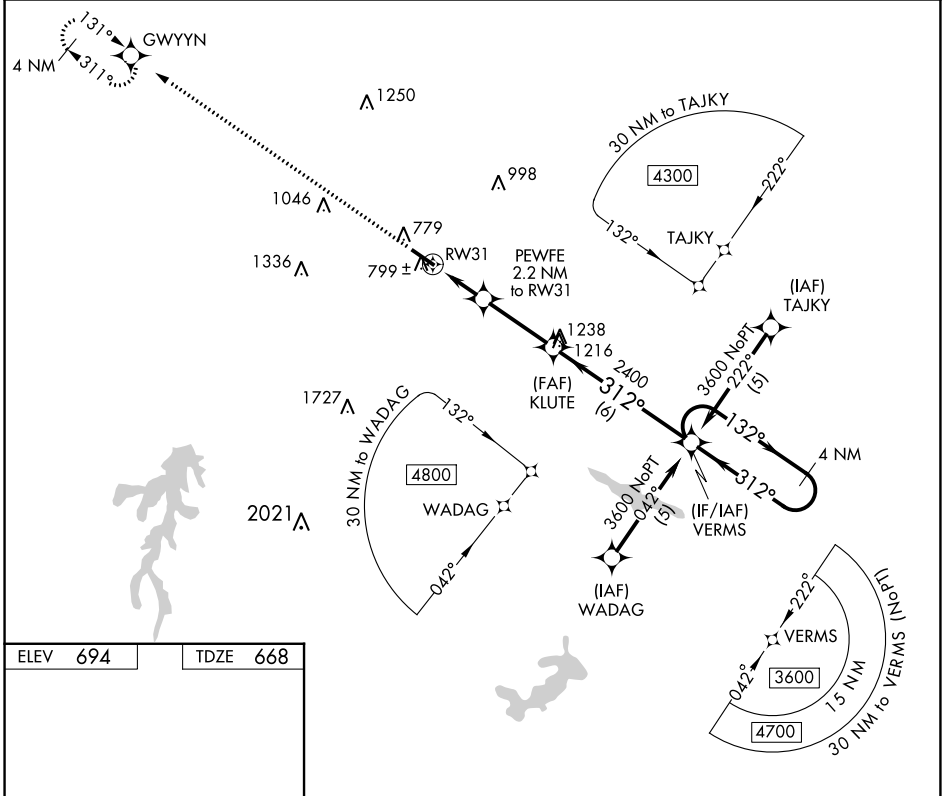 131°
GWYYN
4 NM
311°
1250
30 NM to TAJKY
998
4300
222°
1046
132°
TAJKY
779
RW31
799 ±
1336
PEWFE
2.2 NM
to RW31
(IAF)
TAJKY
1238
1216
3600 NoPT
222°
(5)
(FAF)
KLUTE
2400
312°
(6)
1727
30 NM to WADAG
132°
132°
4 NM
4800
312°
WADAG
3600 NoPT
042°
(5)
(IF/IAF)
VERMS
2021
042°
(IAF)
WADAG
222°
VERMS
042°
3600
15 NM
4700
30 NM to VERMS (NoPT)
ELEV 694
TDZE 668